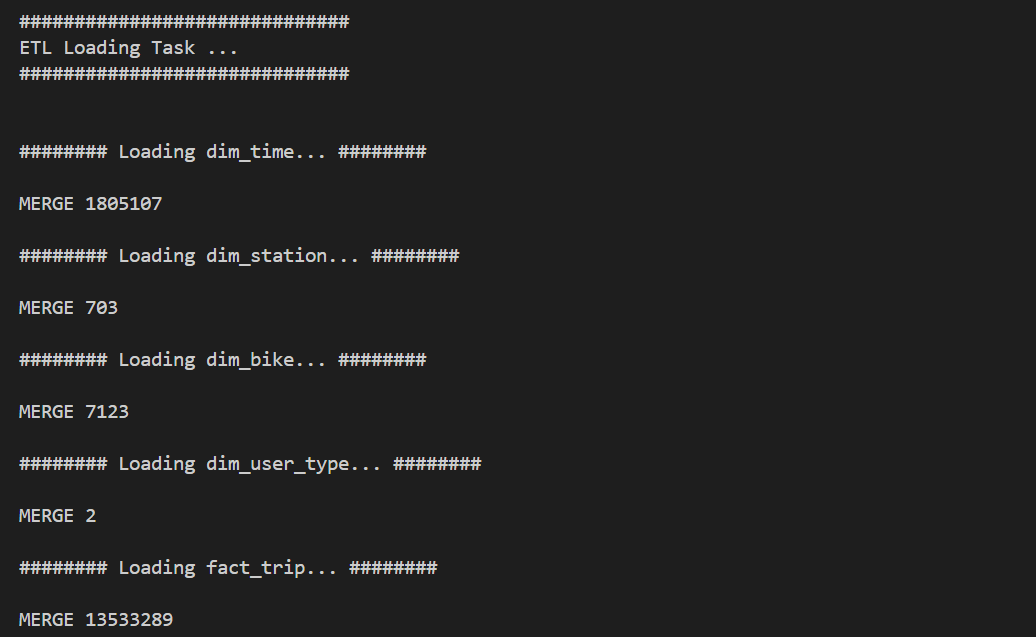 ##############################
ETL Loading Task ...
##############################
######## Loading dim_time... ########
MERGE 1805107
######## Loading dim_station... ########
MERGE 703
######## Loading dim_bike... ########
MERGE 7123
######## Loading dim_user_type... ########
MERGE 2
######## Loading fact_trip... ########
MERGE 13533289